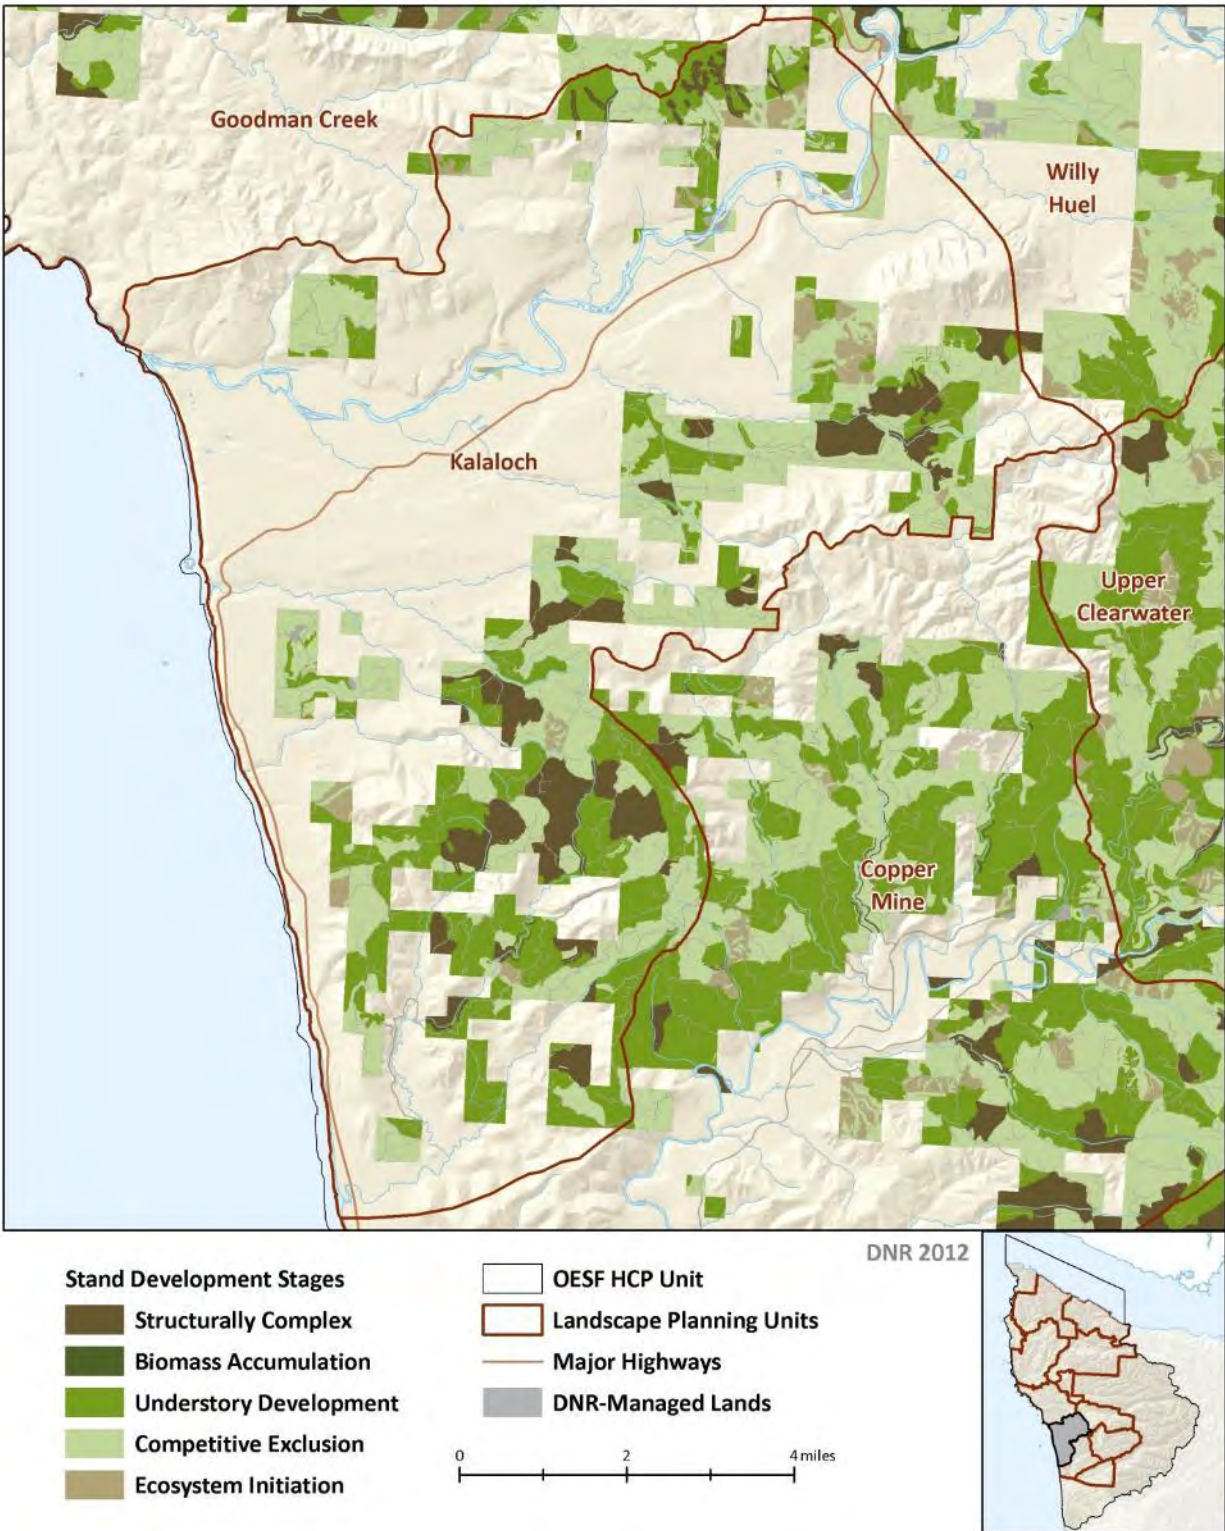 Goodman Creek
Willy
Huel
Kalaloch
Upper
Clearwater
Copper
Mine
DNR 2012
Stand Development Stages
Structurally Complex
Biomass Accumulation
Understory Development
Competitive Exclusion
Ecosystem Initiation
OESF HCP Unit
Landscape Planning Units
Major Highways
DNR-Managed Lands
0 2 4 miles